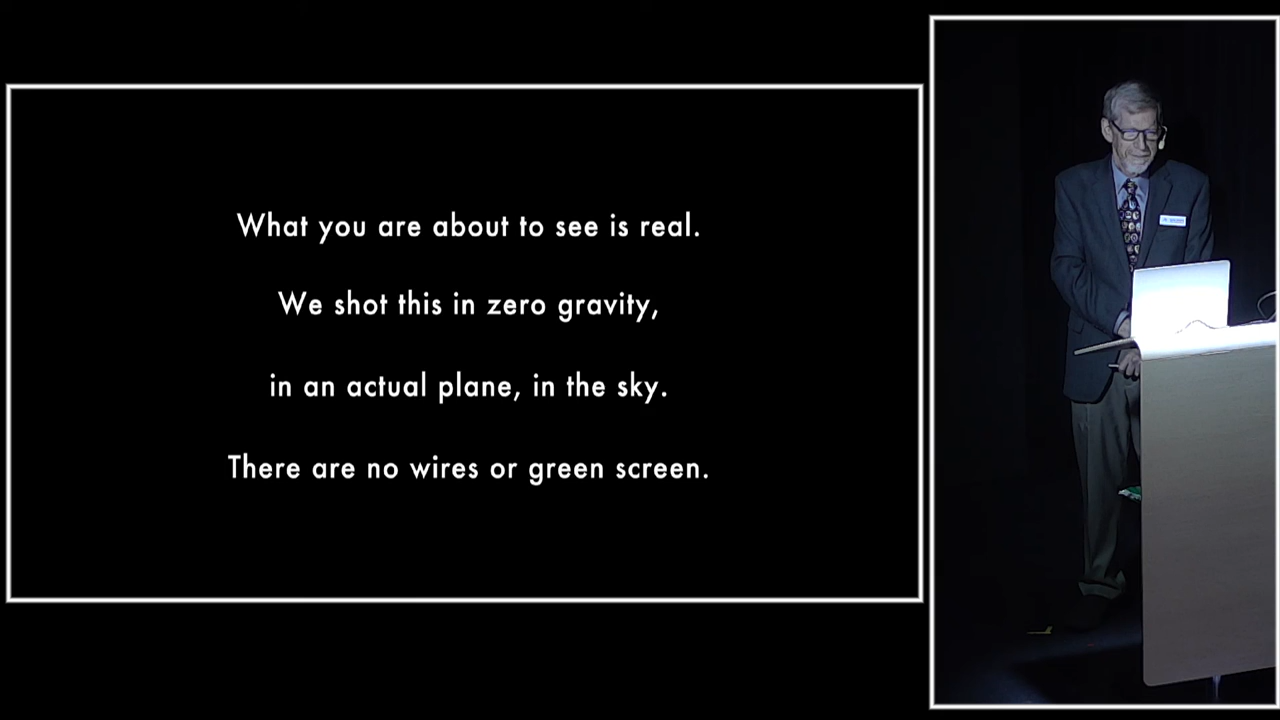 What you are about to see is real.
We shot this in zero gravity,
in an actual plane, in the sky.
There are no wires or green screen.